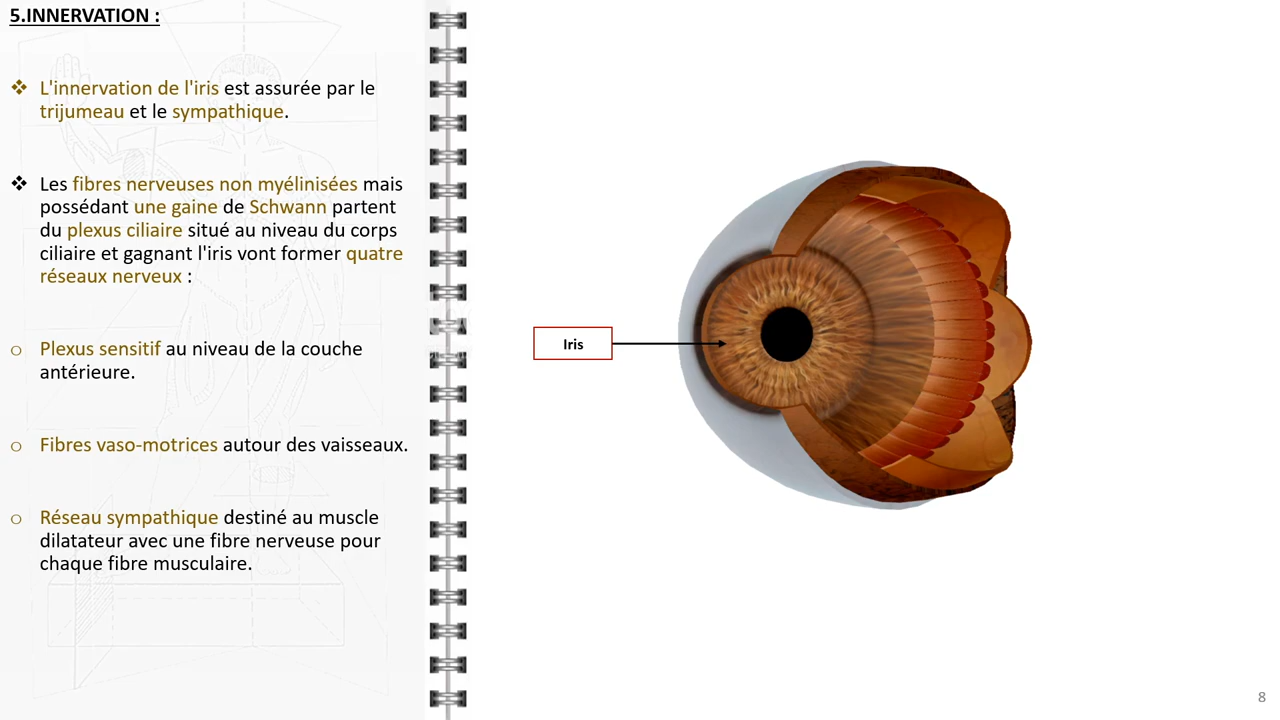 5.INNERVATION :
❖ L'innervation de l'iris est assurée par le
trijumeau et le sympathique.
❖ Les fibres nerveuses non myélinisées mais
possédant une gaine de Schwann partent
du plexus ciliaire situé au niveau du corps
ciliaire et gagnant l'iris vont former quatre
réseaux nerveux :
o Plexus sensitif au niveau de la couche
antérieure.
o Fibres vaso-motrices autour des vaisseaux.
o Réseau sympathique destiné au muscle
dilatateur avec une fibre nerveuse pour
chaque fibre musculaire.
Iris
8